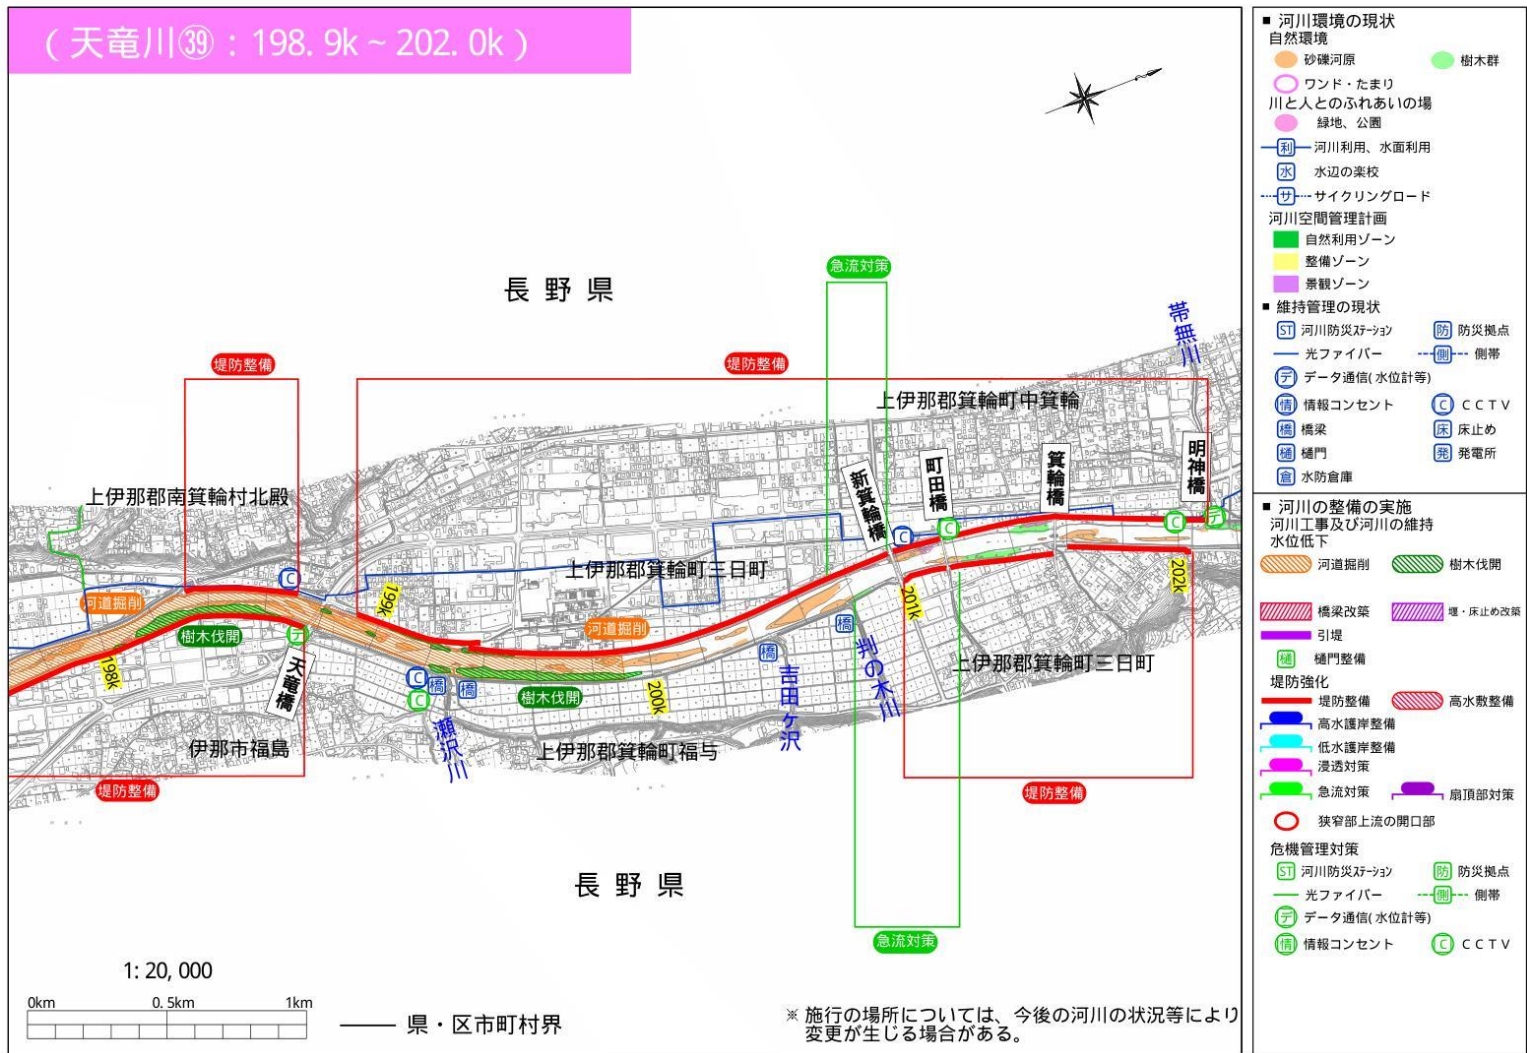 (天竜川㊴：198.9k~202.0k)
長野県
急流対策
堤防整備
堤防整備
帯無川
上伊那郡箕輪町中箕輪
上伊那郡南箕輪村北殿
新箕輪橋
町田橋
箕輪橋
明神橋
デ
C
C
C
C
上伊那郡箕輪町三日町
199k
河道掘削
河道掘削
樹木伐開
デ
201k
202k
橋
198k
天竜橋
C
C
橋
橋
樹木伐開
200k
橋
吉田ヶ沢
判の木川
上伊那郡箕輪町三日町
瀬沢川
伊那市福島
上伊那郡箕輪町福与
堤防整備
堤防整備
長野県
急流対策
1:20,000
0km 0.5km 1km
県・区市町村界
※ 施行の場所については、今後の河川の状況等により
変更が生じる場合がある。
■ 河川環境の現状
自然環境
砂礫河原 樹木群
ワンド・たまり
川と人とのふれあいの場
緑地、公園
利 河川利用、水面利用
水 水辺の楽校
サ サイクリングロード
河川空間管理計画
自然利用ゾーン
整備ゾーン
景観ゾーン
■ 維持管理の現状
ST 河川防災ステーション 防 防災拠点
光ファイバー 側 側帯
デ データ通信(水位計等)
情 情報コンセント C CCTV
橋 橋梁 床 床止め
樋 樋門 発 発電所
倉 水防倉庫
■ 河川の整備の実施
河川工事及び河川の維持
水位低下
河道掘削 樹木伐開
橋梁改築 堰・床止め改築
引堤
樋 樋門整備
堤防強化
堤防整備 高水敷整備
高水護岸整備
低水護岸整備
浸透対策
急流対策 扇頂部対策
狭窄部上流の開口部
危機管理対策
ST 河川防災ステーション 防 防災拠点
光ファイバー 側 側帯
デ データ通信(水位計等)
情 情報コンセント C CCTV